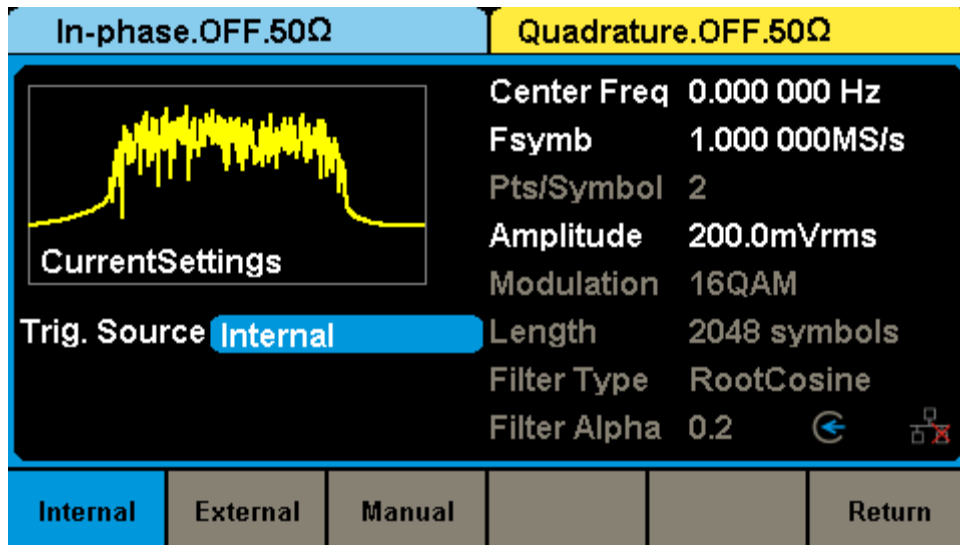 In-phase.OFF.50Ω
Quadrature.OFF.50Ω
CurrentSettings
Trig. Source Internal
Center Freq 0.000 000 Hz
Fsymb 1.000 000MS/s
Pts/Symbol 2
Amplitude 200.0mVrms
Modulation 16QAM
Length 2048 symbols
Filter Type RootCosine
Filter Alpha 0.2
Internal
External
Manual
Return